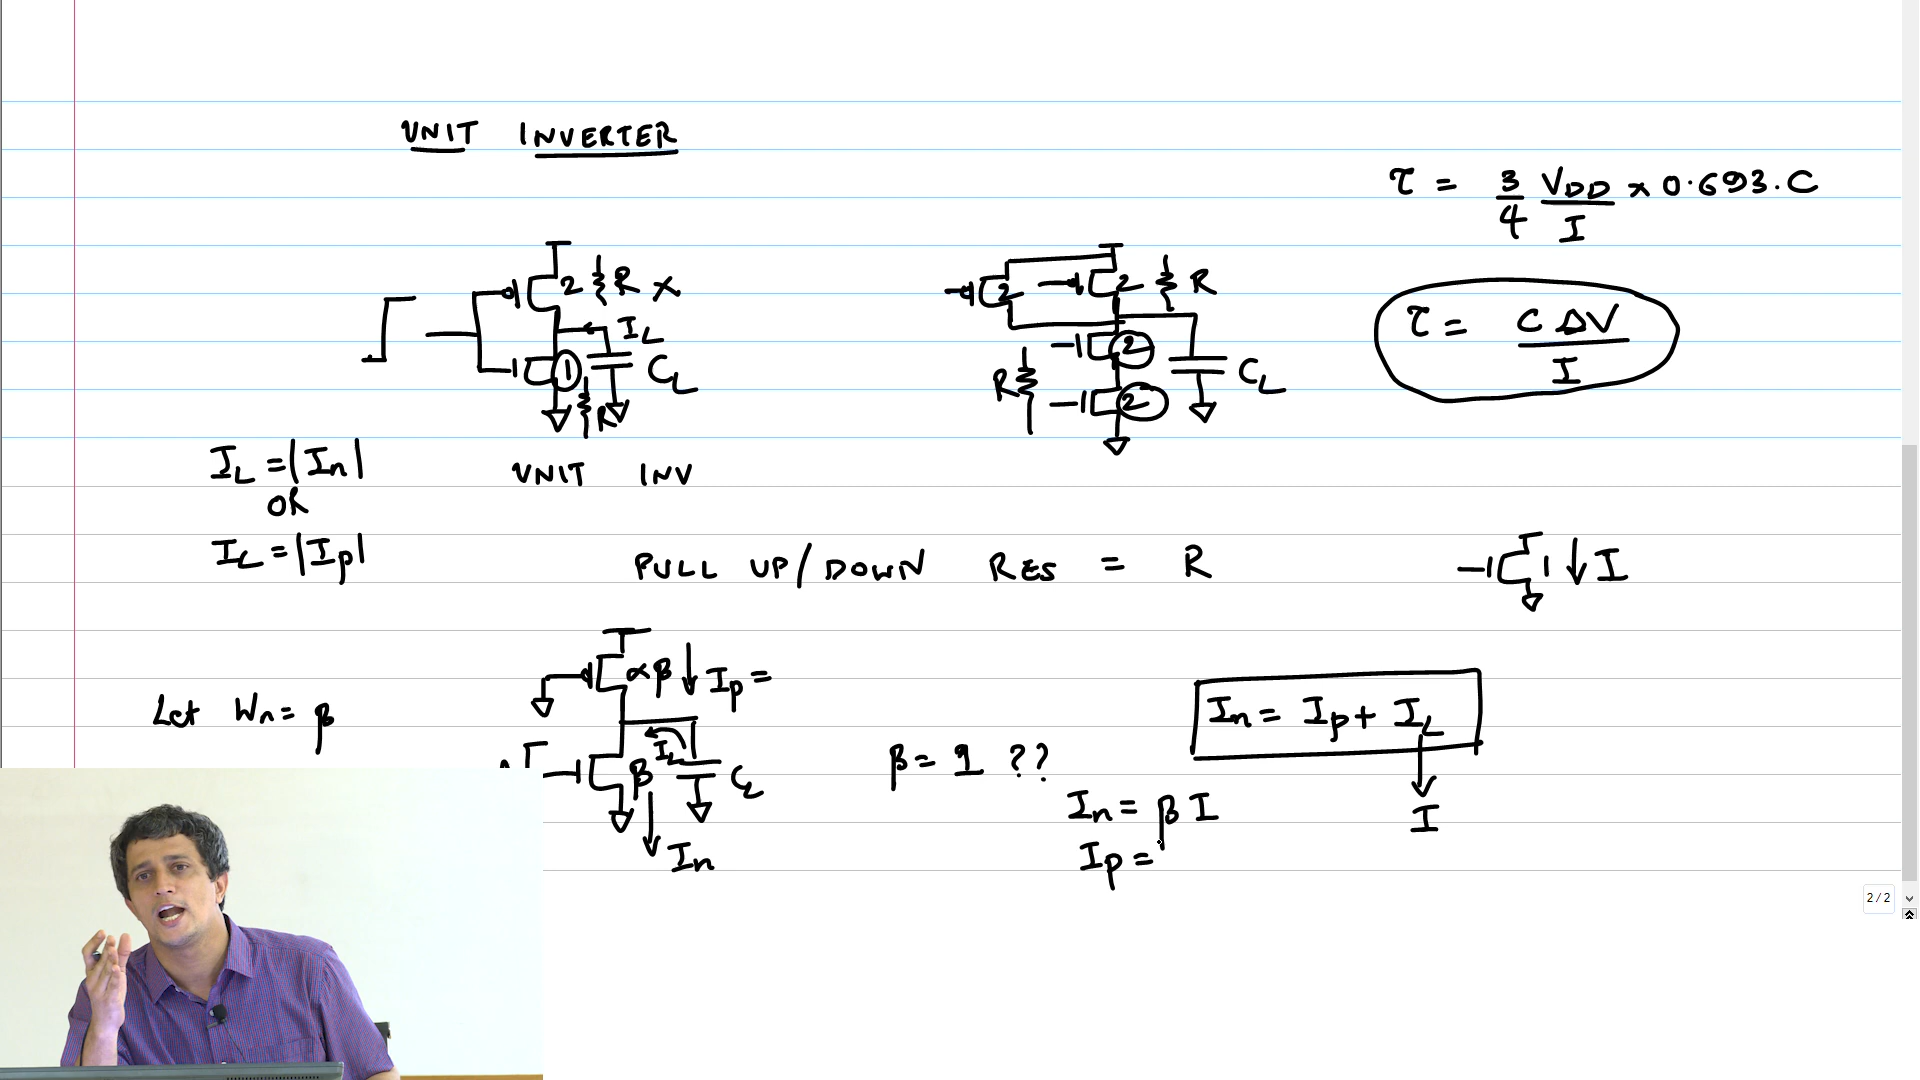 UNIT INVERTER
τ = 3/4 VDD/I x 0.693.C
2 R X
IL
1 CL
R
2 2 R
2
R
2 CL
τ = CΔV/I
IL = |In|
OR
IL = |Ip|
UNIT INV
PULL UP/DOWN RES = R
1 ↓ I
αβ ↓ Ip =
Let Wn = β
In = Ip + IL
IL
β CL
β = 1 ??
In = β I
I
Ip =
In
2 / 2